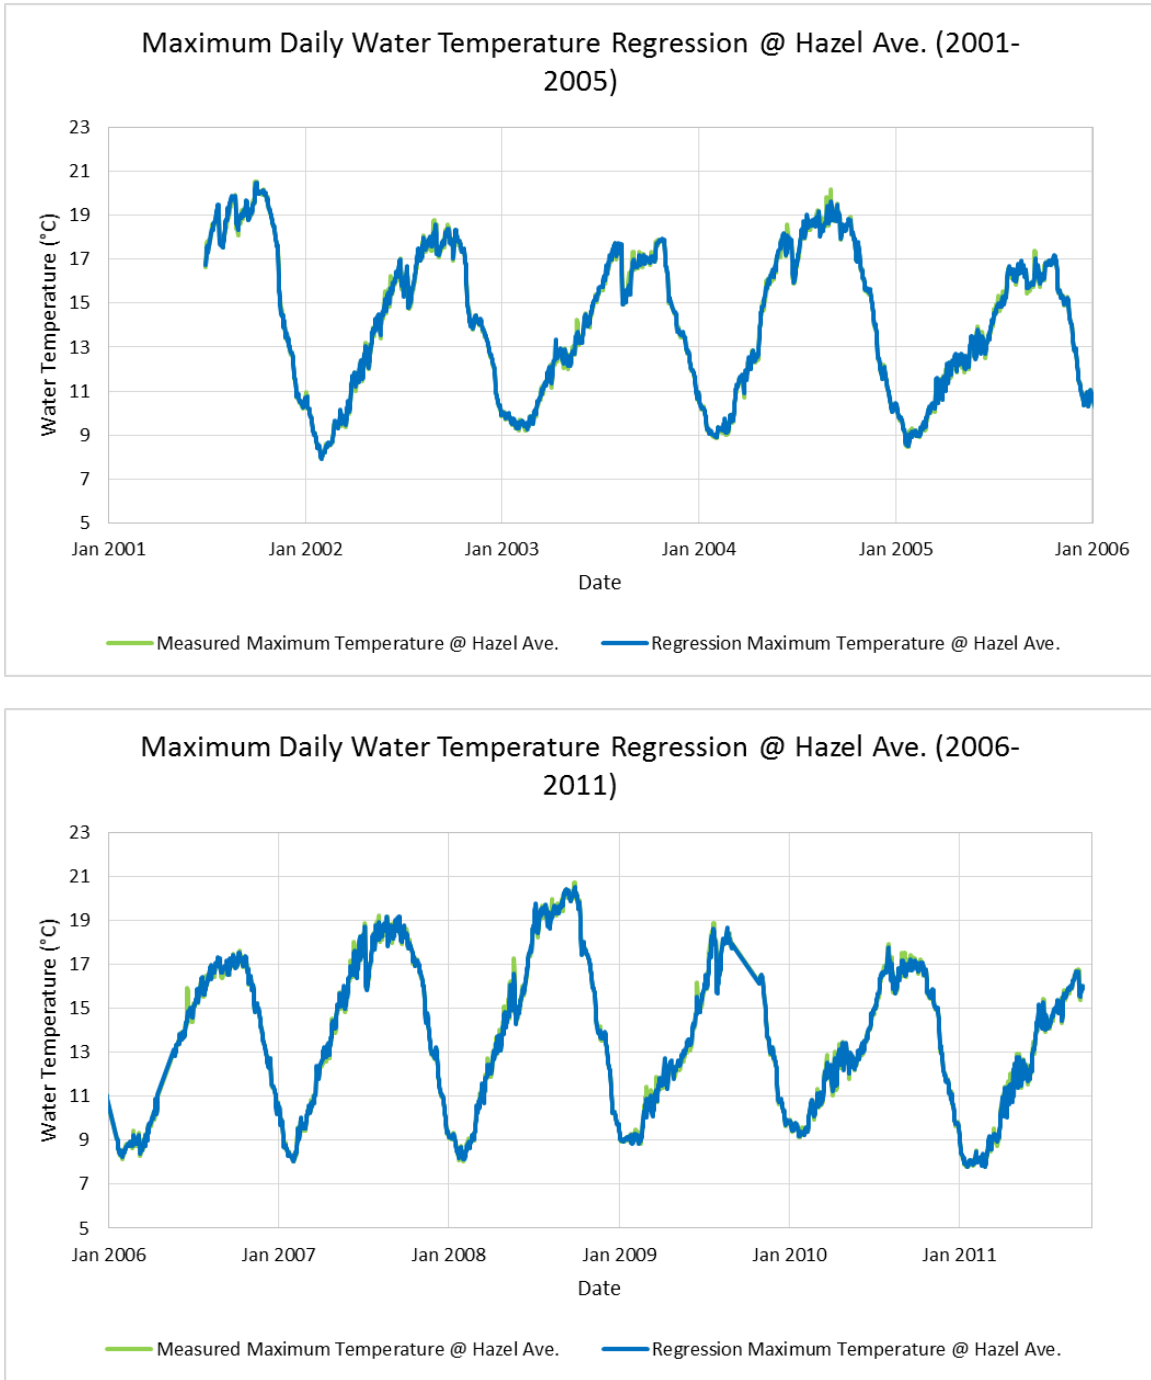 Maximum Daily Water Temperature Regression @ Hazel Ave. (2001-
2005)
23
21
19
17
15
13
11
9
7
5
Water Temperature (°C)
Jan 2001 Jan 2002 Jan 2003 Jan 2004 Jan 2005 Jan 2006
Date
Measured Maximum Temperature @ Hazel Ave. Regression Maximum Temperature @ Hazel Ave.
Maximum Daily Water Temperature Regression @ Hazel Ave. (2006-
2011)
23
21
19
17
15
13
11
9
7
5
Water Temperature (°C)
Jan 2006 Jan 2007 Jan 2008 Jan 2009 Jan 2010 Jan 2011
Date
Measured Maximum Temperature @ Hazel Ave. Regression Maximum Temperature @ Hazel Ave.